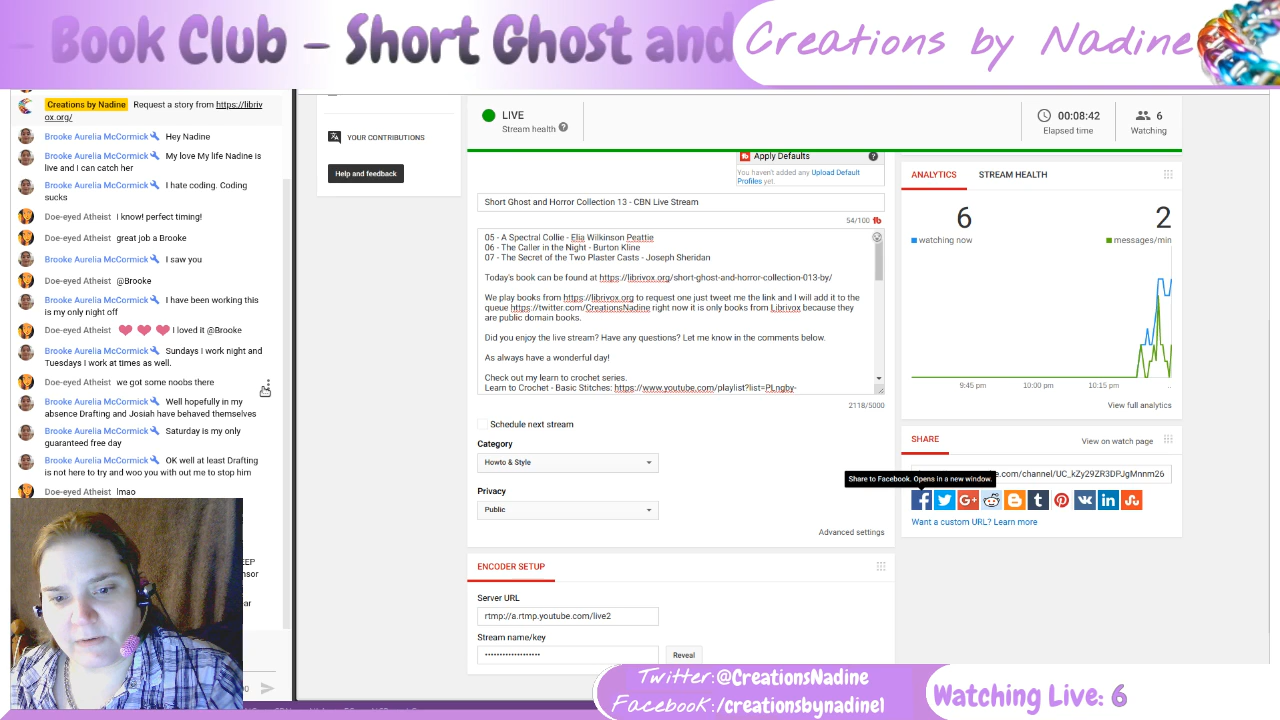 - Book Club - Short Ghost and
Creations by Nadine
Creations by Nadine Request a story from https://libriv
ox.org/
Brooke Aurelia McCormick Hey Nadine
Brooke Aurelia McCormick My love My life Nadine is
live and I can catch her
Brooke Aurelia McCormick I hate coding. Coding
sucks
Doe-eyed Atheist I know! perfect timing!
Doe-eyed Atheist great job a Brooke
Brooke Aurelia McCormick I saw you
Doe-eyed Atheist @Brooke
Brooke Aurelia McCormick I have been working this
is my only night off
Doe-eyed Atheist I loved it @Brooke
Brooke Aurelia McCormick Sundays I work night and
Tuesdays I work at times as well.
Doe-eyed Atheist we got some noobs there
Brooke Aurelia McCormick Well hopefully in my
absence Drafting and Josiah have behaved themselves
Brooke Aurelia McCormick Saturday is my only
guaranteed free day
Brooke Aurelia McCormick OK well at least Drafting
is not here to try and woo you with out me to stop him
Doe-eyed Atheist lmao
YOUR CONTRIBUTIONS
Help and feedback
LIVE
Stream health
00:08:42
Elapsed time
6
Watching
Apply Defaults
You haven't added any Upload Default
Profiles yet.
Short Ghost and Horror Collection 13 - CBN Live Stream
54/100
05 - A Spectral Collie - Elia Wilkinson Peattie
06 - The Caller in the Night - Burton Kline
07 - The Secret of the Two Plaster Casts - Joseph Sheridan
Today's book can be found at https://librivox.org/short-ghost-and-horror-collection-013-by/
We play books from https://librivox.org to request one just tweet me the link and I will add it to the
queue https://twitter.com/CreationsNadine right now it is only books from Librivox because they
are public domain books.
Did you enjoy the live stream? Have any questions? Let me know in the comments below.
As always have a wonderful day!
Check out my learn to crochet series.
Learn to Crochet - Basic Stitches: https://www.youtube.com/playlist?list=PLngby-
2118/5000
Schedule next stream
Category
Howto & Style
Privacy
Public
Advanced settings
ENCODER SETUP
Server URL
rtmp://a.rtmp.youtube.com/live2
Stream name/key
Reveal
ANALYTICS
STREAM HEALTH
6
watching now
2
messages/min
9:45 pm
10:00 pm
10:15 pm
View full analytics
SHARE
View on watch page
e.com/channel/UC_kZy29ZR3DPJgMnnm26
Share to Facebook. Opens in a new window.
Want a custom URL? Learn more
Twitter:@CreationsNadine
Facebook:/creationsbynadine1
Watching Live: 6